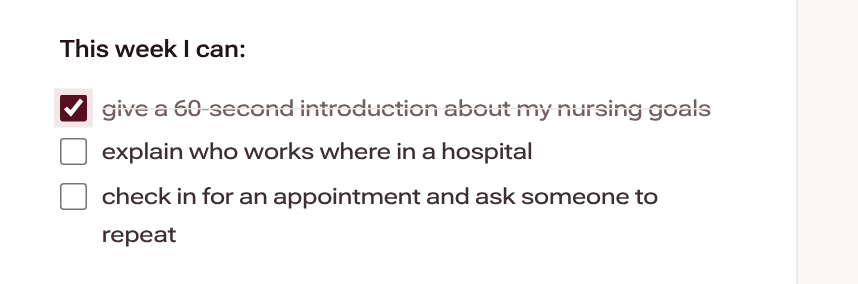 This week I can:
give a 60-second introduction about my nursing goals
explain who works where in a hospital
check in for an appointment and ask someone to
repeat